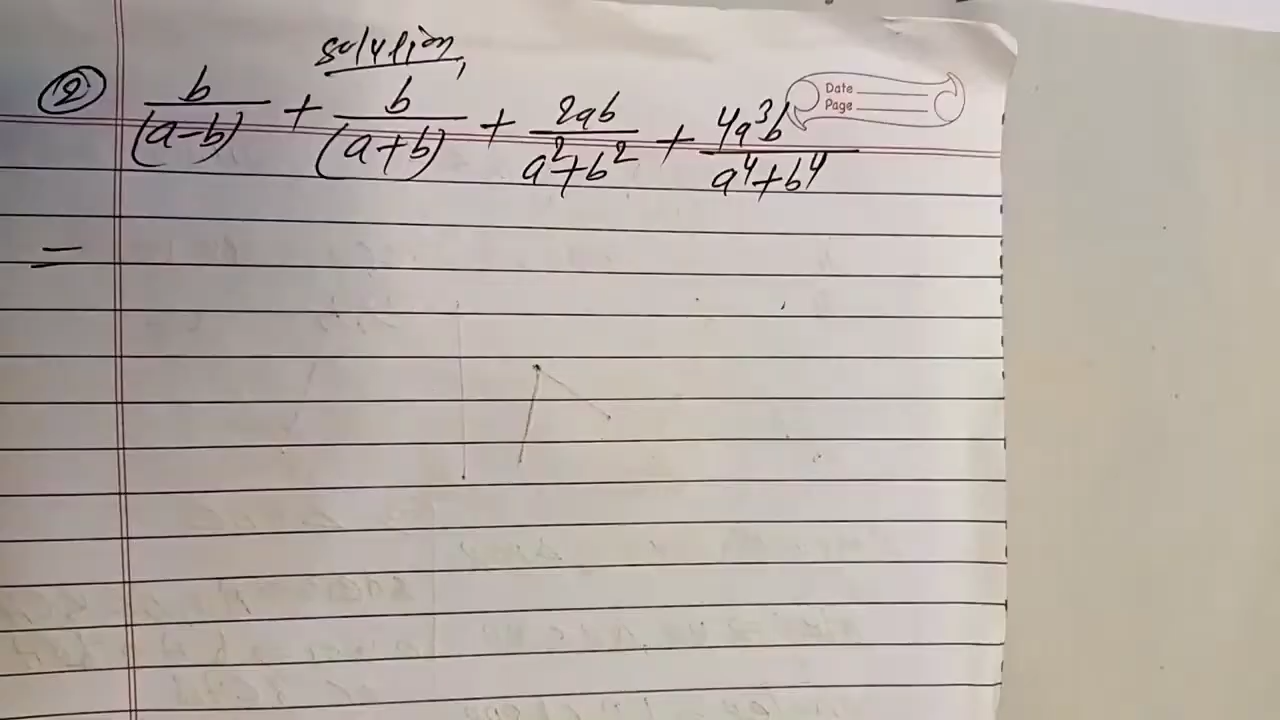 solution,
② b/(a-b) + b/(a+b) + 2ab/a²+b² + 4a³b/a⁴+b⁴
Date
Page
=